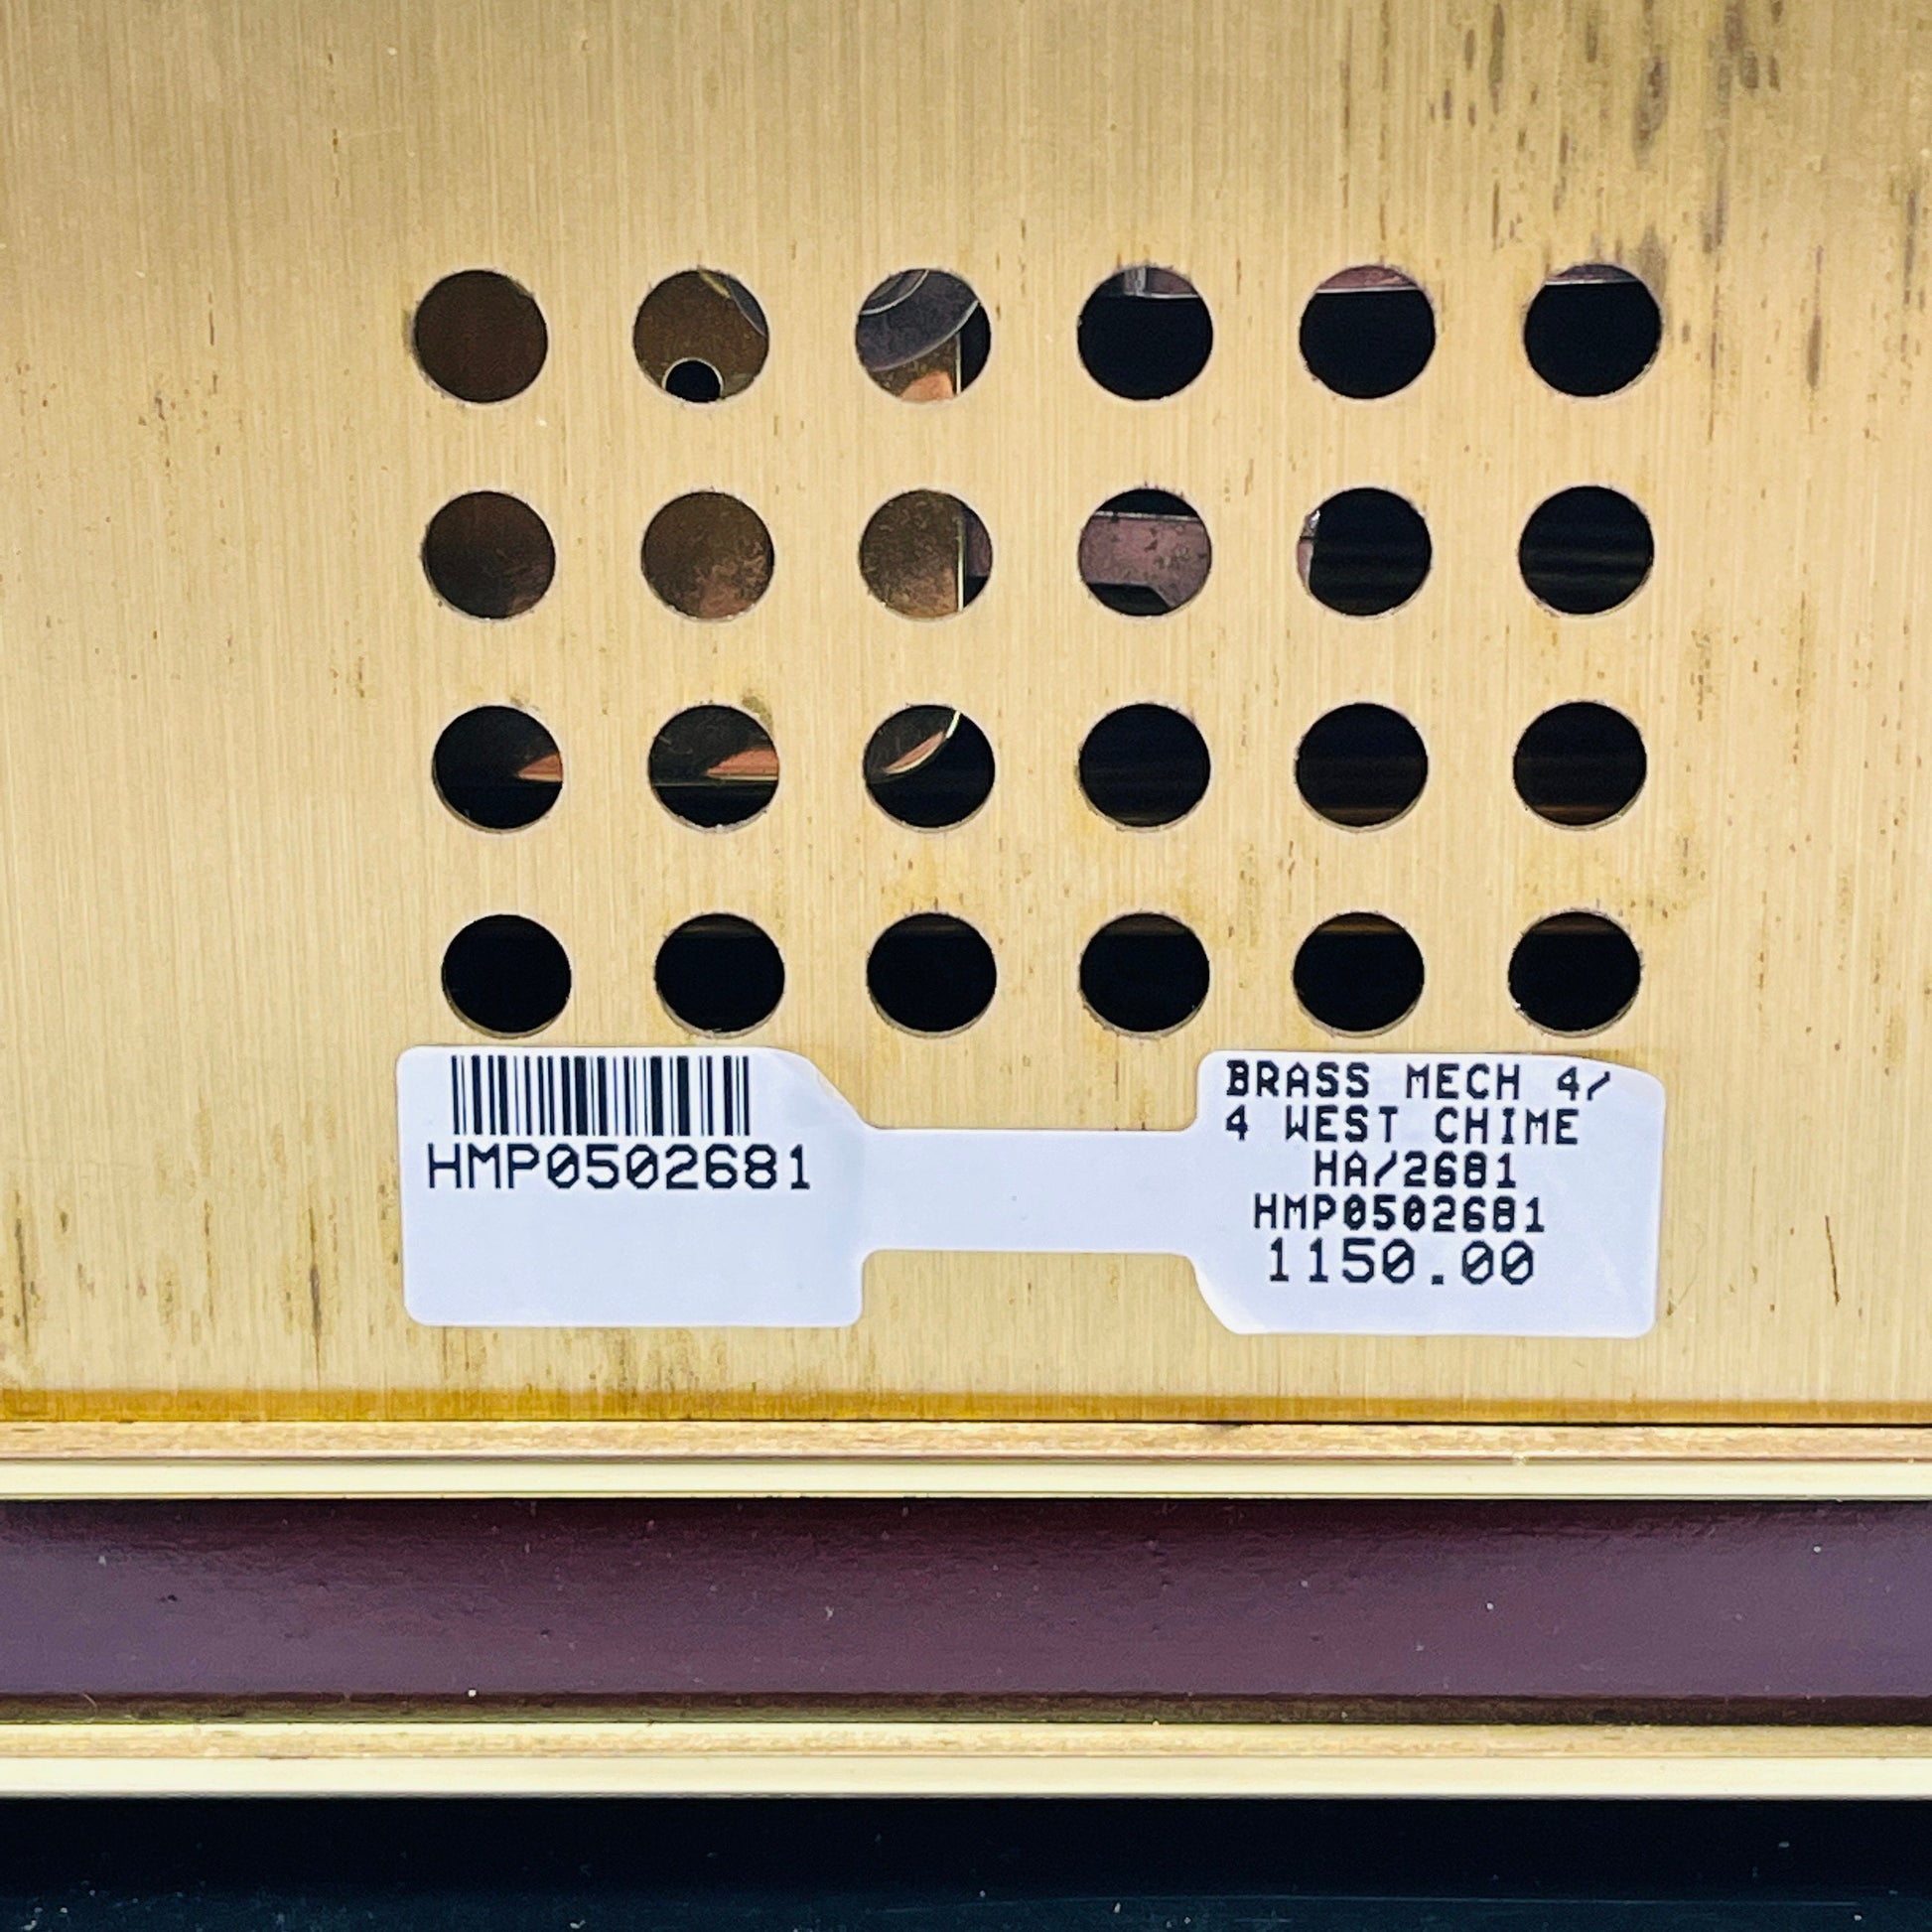 HMP0502681
BRASS MECH 4/
4 WEST CHIME
HA/2681
HMP0502681
1150.00